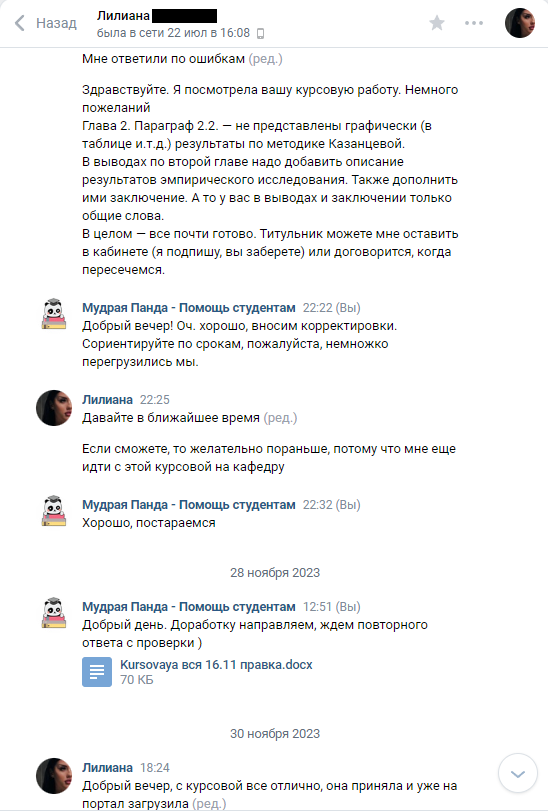 Назад
Лилиана
была в сети 22 июл в 16:08
Мне ответили по ошибкам (ред.)
Здравствуйте. Я посмотрела вашу курсовую работу. Немного
пожеланий
Глава 2. Параграф 2.2. — не представлены графически (в
таблице и.т.д.) результаты по методике Казанцевой.
В выводах по второй главе надо добавить описание
результатов эмпирического исследования. Также дополнить
ими заключение. А то у вас в выводах и заключении только
общие слова.
В целом — все почти готово. Титульник можете мне оставить
в кабинете (я подпишу, вы заберете) или договорится, когда
пересечемся.
Мудрая Панда - Помощь студентам 22:22 (Вы)
Добрый вечер! Оч. хорошо, вносим корректировки.
Сориентируйте по срокам, пожалуйста, немножко
перегрузились мы.
Лилиана 22:25
Давайте в ближайшее время (ред.)
Если сможете, то желательно пораньше, потому что мне еще
идти с этой курсовой на кафедру
Мудрая Панда - Помощь студентам 22:32 (Вы)
Хорошо, постараемся
28 ноября 2023
Мудрая Панда - Помощь студентам 12:51 (Вы)
Добрый день. Доработку направляем, ждем повторного
ответа с проверки )
Kursovaya вся 16.11 правка.docx
70 КБ
30 ноября 2023
Лилиана 18:24
Добрый вечер, с курсовой все отлично, она приняла и уже на
портал загрузила (ред.)